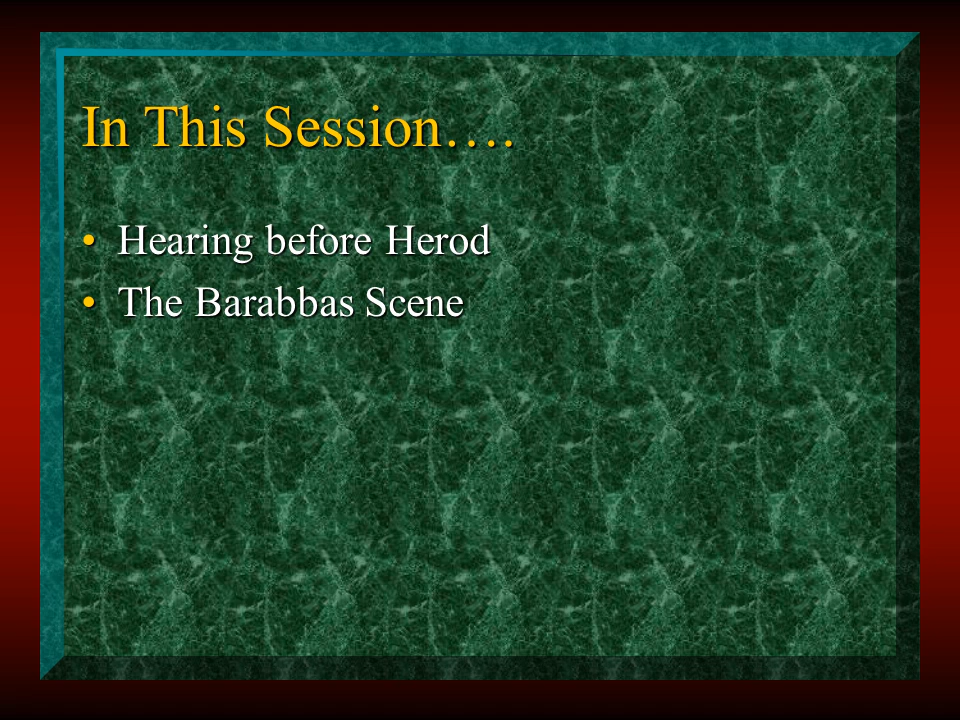 In This Session….
• Hearing before Herod
• The Barabbas Scene